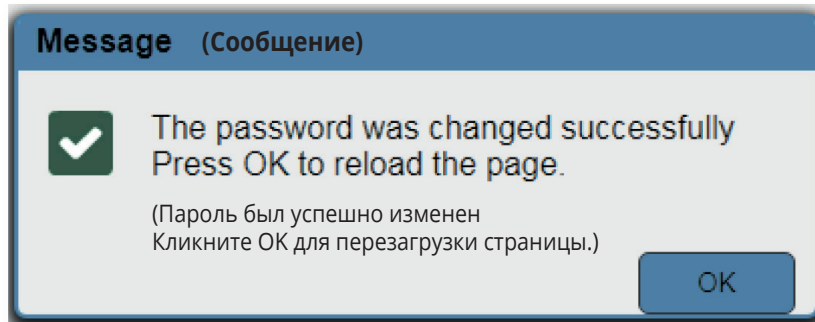 Message (Сообщение)
The password was changed successfully
Press OK to reload the page.
(Пароль был успешно изменен
Кликните ОК для перезагрузки страницы.)
OK